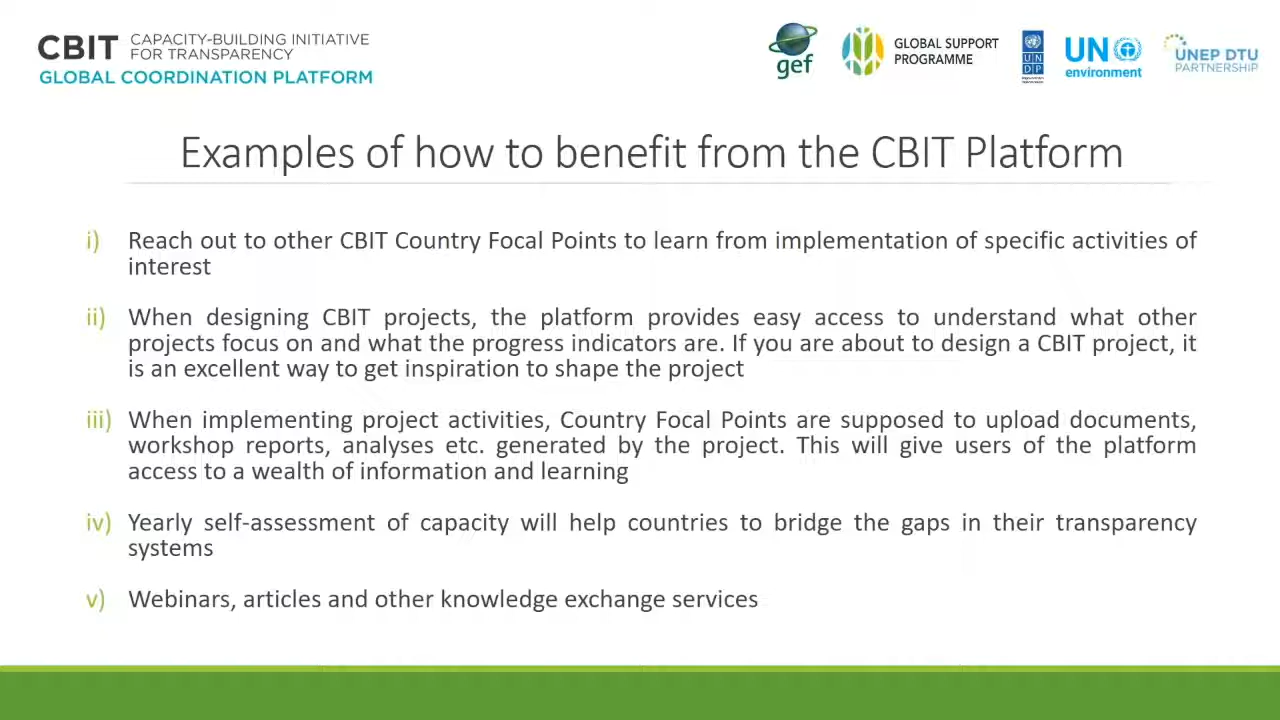 CBIT CAPACITY-BUILDING INITIATIVE
FOR TRANSPARENCY
GLOBAL COORDINATION PLATFORM
gef
GLOBAL SUPPORT
PROGRAMME
U N
D P
UN
environment
UNEP DTU
PARTNERSHIP
Examples of how to benefit from the CBIT Platform
i) Reach out to other CBIT Country Focal Points to learn from implementation of specific activities of
interest
ii) When designing CBIT projects, the platform provides easy access to understand what other
projects focus on and what the progress indicators are. If you are about to design a CBIT project, it
is an excellent way to get inspiration to shape the project
iii) When implementing project activities, Country Focal Points are supposed to upload documents,
workshop reports, analyses etc. generated by the project. This will give users of the platform
access to a wealth of information and learning
iv) Yearly self-assessment of capacity will help countries to bridge the gaps in their transparency
systems
v) Webinars, articles and other knowledge exchange services